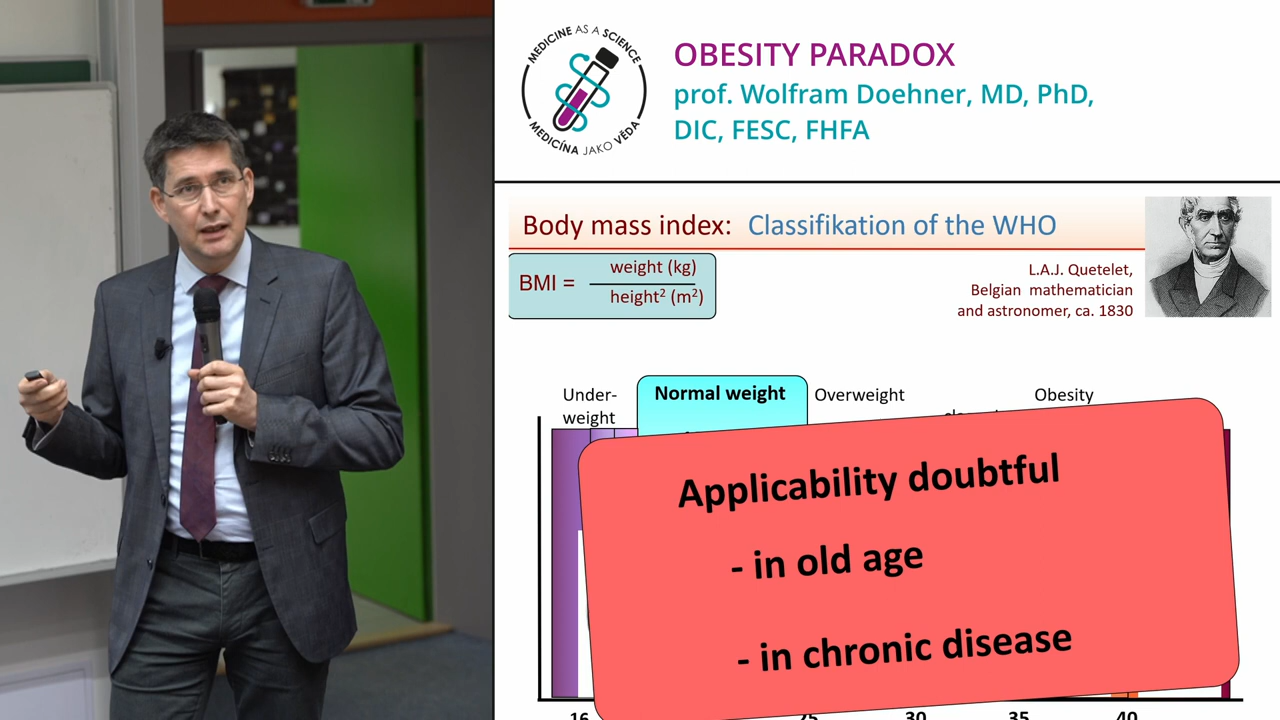 MEDICINE AS A SCIENCE
MEDICÍNA JAKO VĚDA
OBESITY PARADOX
prof. Wolfram Doehner, MD, PhD,
DIC, FESC, FHFA
Body mass index: Classifikation of the WHO
BMI = weight (kg)
height² (m²)
L.A.J. Quetelet,
Belgian mathematician
and astronomer, ca. 1830
Under-
weight
Normal weight
Overweight
Obesity
Applicability doubtful
- in old age
- in chronic disease
16 25 30 35 40